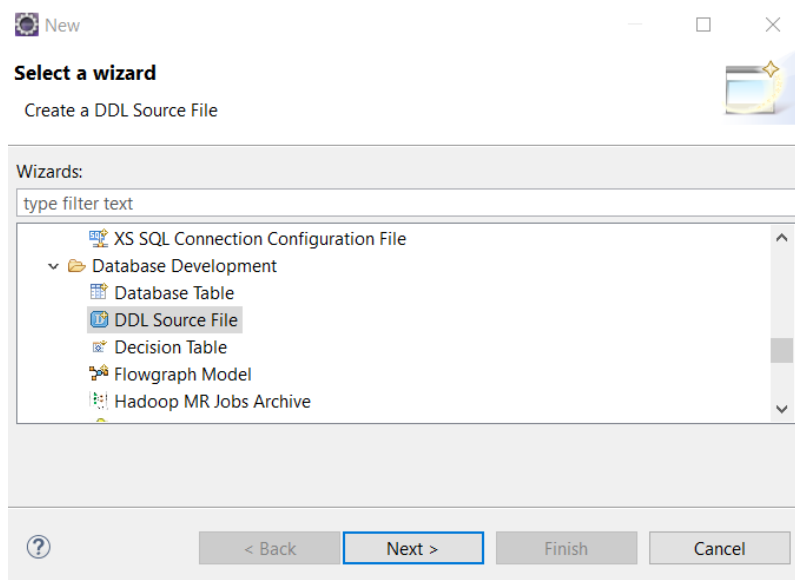 New
Select a wizard
Create a DDL Source File
Wizards:
type filter text
XS SQL Connection Configuration File
Database Development
Database Table
DDL Source File
Decision Table
Flowgraph Model
Hadoop MR Jobs Archive
< Back Next > Finish Cancel